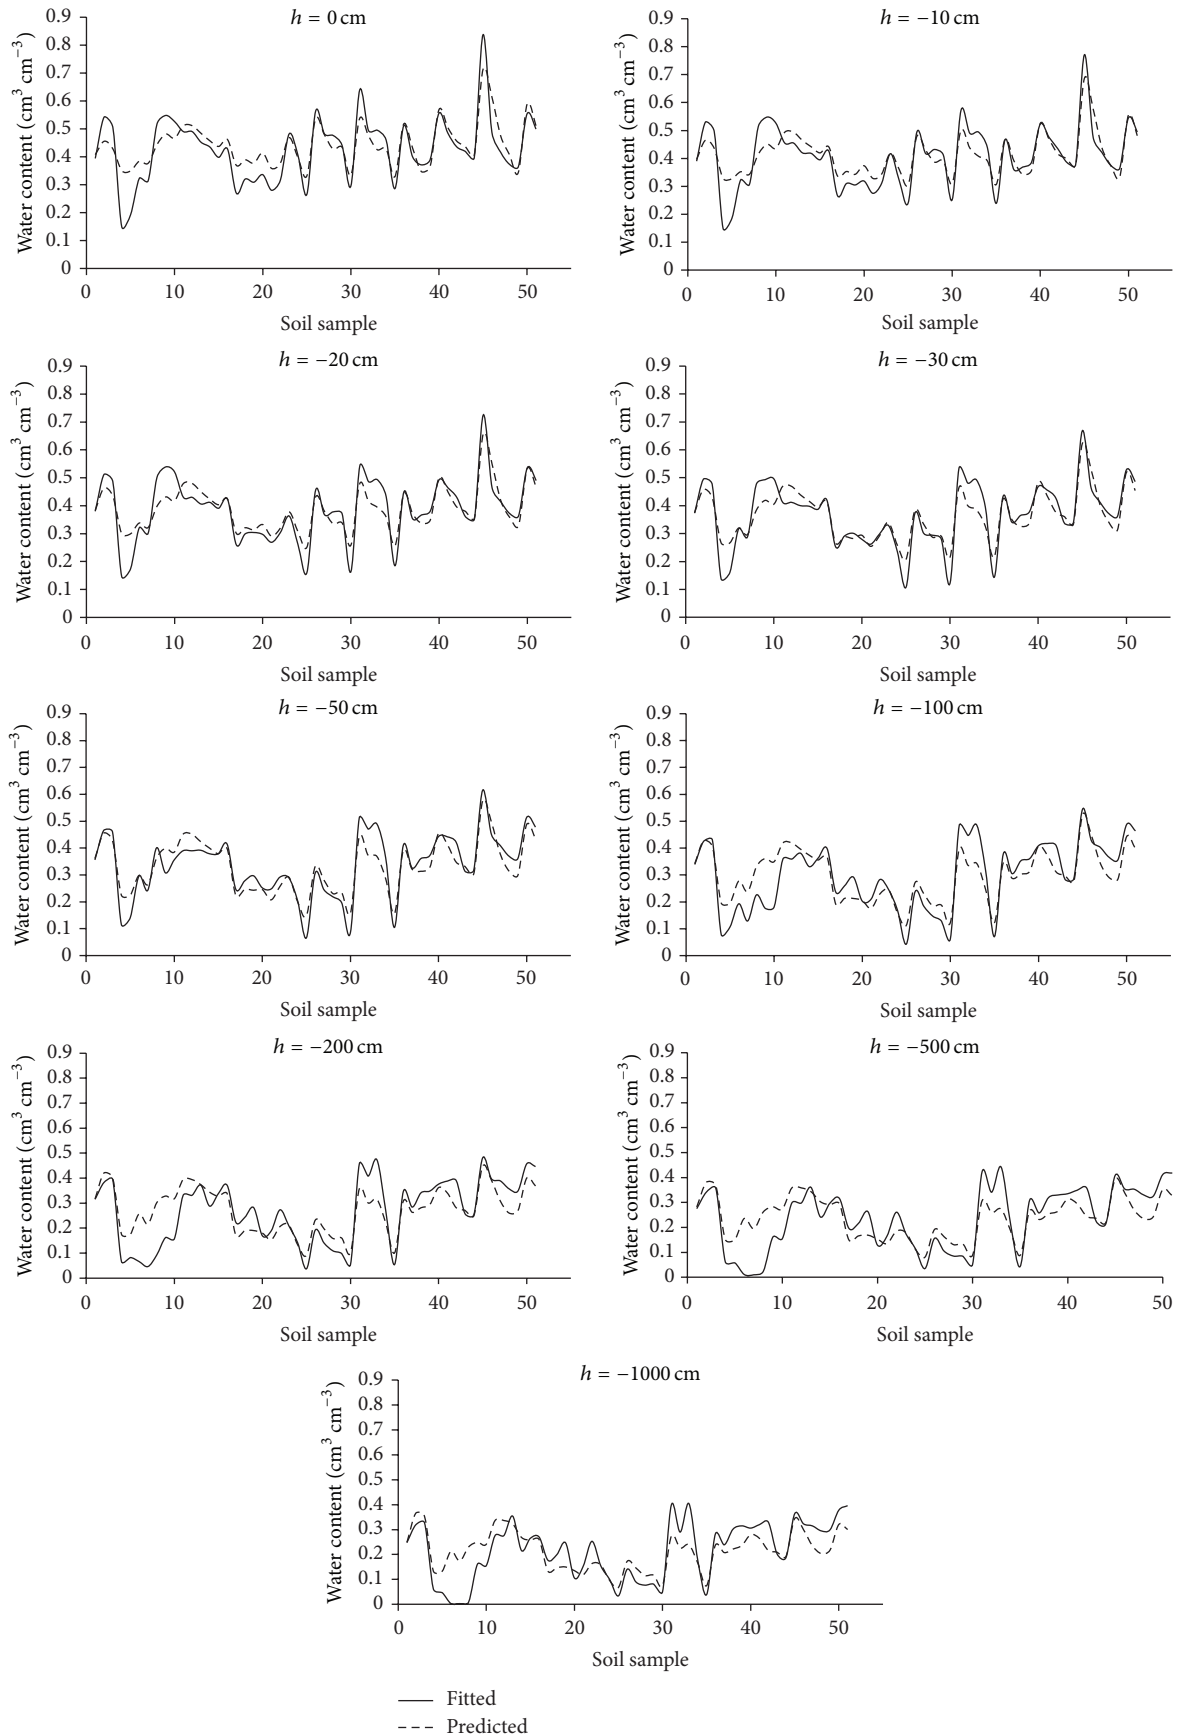 h = 0 cm
Water content (cm³ cm⁻³)
0.9
0.8
0.7
0.6
0.5
0.4
0.3
0.2
0.1
0
0 10 20 30 40 50
Soil sample
h = −10 cm
Water content (cm³ cm⁻³)
0.9
0.8
0.7
0.6
0.5
0.4
0.3
0.2
0.1
0
0 10 20 30 40 50
Soil sample
h = −20 cm
Water content (cm³ cm⁻³)
0.9
0.8
0.7
0.6
0.5
0.4
0.3
0.2
0.1
0
0 10 20 30 40 50
Soil sample
h = −30 cm
Water content (cm³ cm⁻³)
0.9
0.8
0.7
0.6
0.5
0.4
0.3
0.2
0.1
0
0 10 20 30 40 50
Soil sample
h = −50 cm
Water content (cm³ cm⁻³)
0.9
0.8
0.7
0.6
0.5
0.4
0.3
0.2
0.1
0
0 10 20 30 40 50
Soil sample
h = −100 cm
Water content (cm³ cm⁻³)
0.9
0.8
0.7
0.6
0.5
0.4
0.3
0.2
0.1
0
0 10 20 30 40 50
Soil sample
h = −200 cm
Water content (cm³ cm⁻³)
0.9
0.8
0.7
0.6
0.5
0.4
0.3
0.2
0.1
0
0 10 20 30 40 50
Soil sample
h = −500 cm
Water content (cm³ cm⁻³)
0.9
0.8
0.7
0.6
0.5
0.4
0.3
0.2
0.1
0
0 10 20 30 40 50
Soil sample
h = −1000 cm
Water content (cm³ cm⁻³)
0.9
0.8
0.7
0.6
0.5
0.4
0.3
0.2
0.1
0
0 10 20 30 40 50
Soil sample
Fitted
Predicted